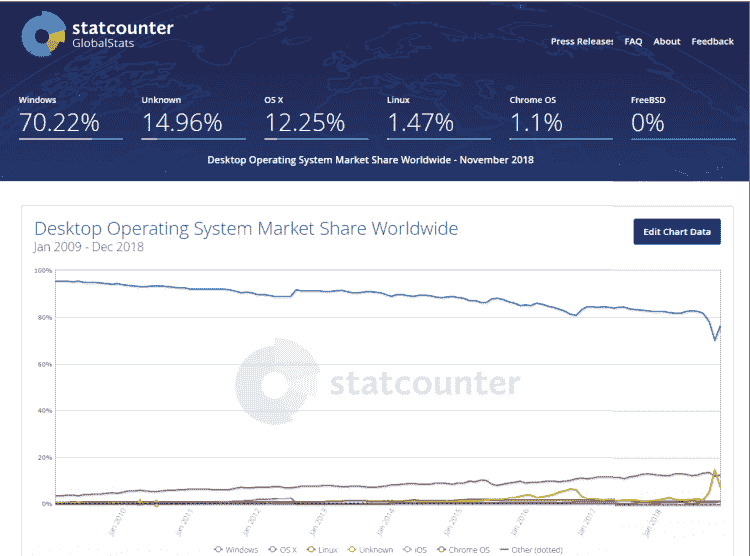 statcounter
GlobalStats
Press Releases FAQ About Feedback
Windows Unknown OS X Linux Chrome OS FreeBSD
70.22% 14.96% 12.25% 1.47% 1.1% 0%
Desktop Operating System Market Share Worldwide - November 2018
Desktop Operating System Market Share Worldwide
Edit Chart Data
Jan 2009 - Dec 2018
100%
80%
statcounter
60%
40%
20%
0%
Jan 2010 Jan 2011 Jan 2012 Jan 2013 Jan 2014 Jan 2015 Jan 2016 Jan 2017 Jan 2018
Windows OS X Linux Unknown iOS Chrome OS Other (dotted)